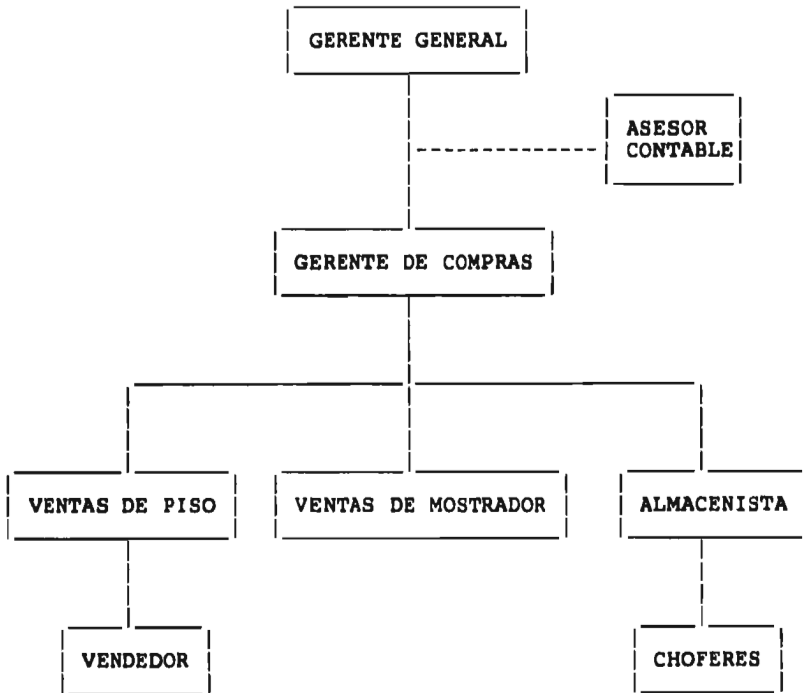 GERENTE GENERAL
ASESOR
CONTABLE
GERENTE DE COMPRAS
VENTAS DE PISO
VENTAS DE MOSTRADOR
ALMACENISTA
VENDEDOR
CHOFERES